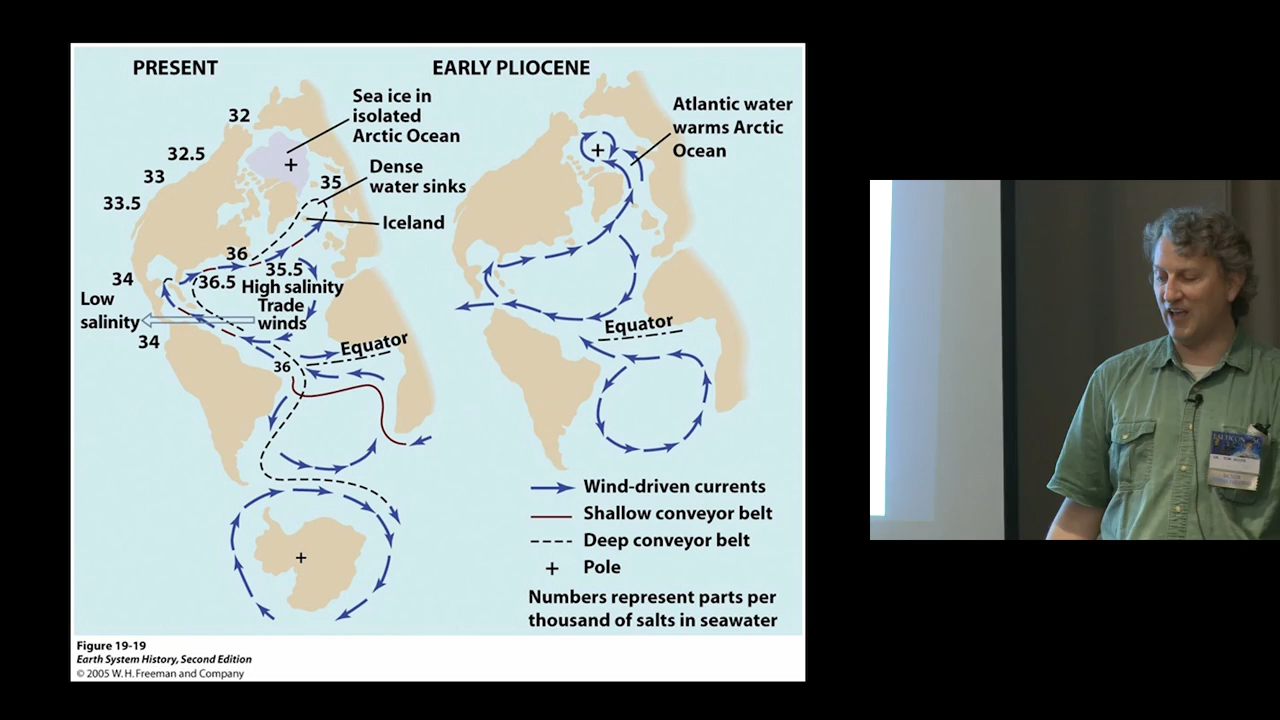 PRESENT
EARLY PLIOCENE
32
Sea ice in
isolated
Arctic Ocean
Atlantic water
warms Arctic
Ocean
32.5
33
33.5
35
Dense
water sinks
Iceland
36
34
36.5
35.5
High salinity
Low
salinity
Trade
winds
34
Equator
36
Equator
Wind-driven currents
Shallow conveyor belt
Deep conveyor belt
+ Pole
Numbers represent parts per
thousand of salts in seawater
Figure 19-19
Earth System History, Second Edition
© 2005 W. H. Freeman and Company